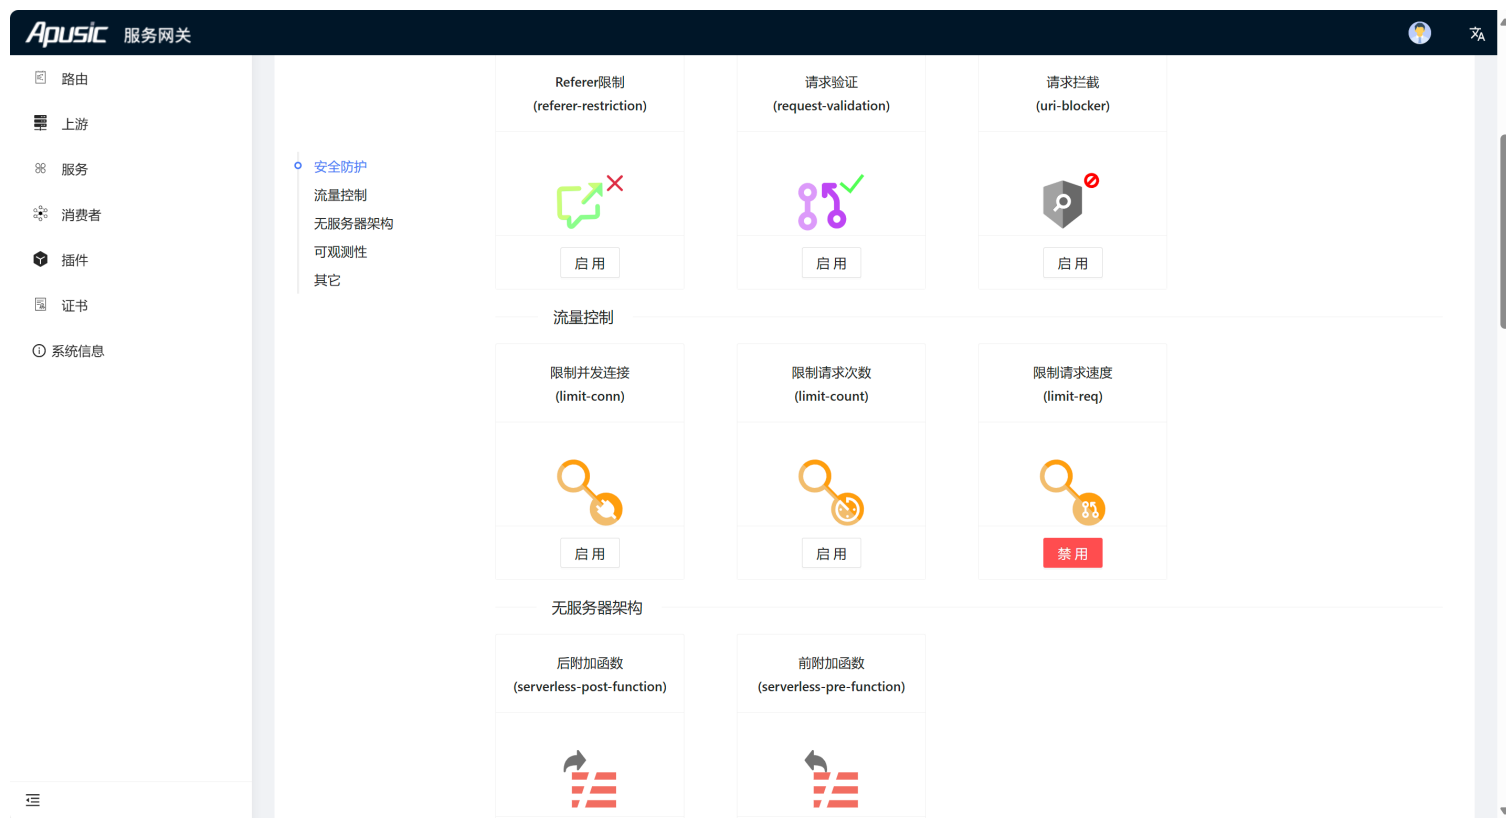 Apusic 服务网关
路由
上游
服务
消费者
插件
证书
系统信息
安全防护
流量控制
无服务器架构
可观测性
其它
Referer限制
(referer-restriction)
启用
请求验证
(request-validation)
启用
请求拦截
(uri-blocker)
启用
流量控制
限制并发连接
(limit-conn)
启用
限制请求次数
(limit-count)
启用
限制请求速度
(limit-req)
禁用
无服务器架构
后附加函数
(serverless-post-function)
前附加函数
(serverless-pre-function)